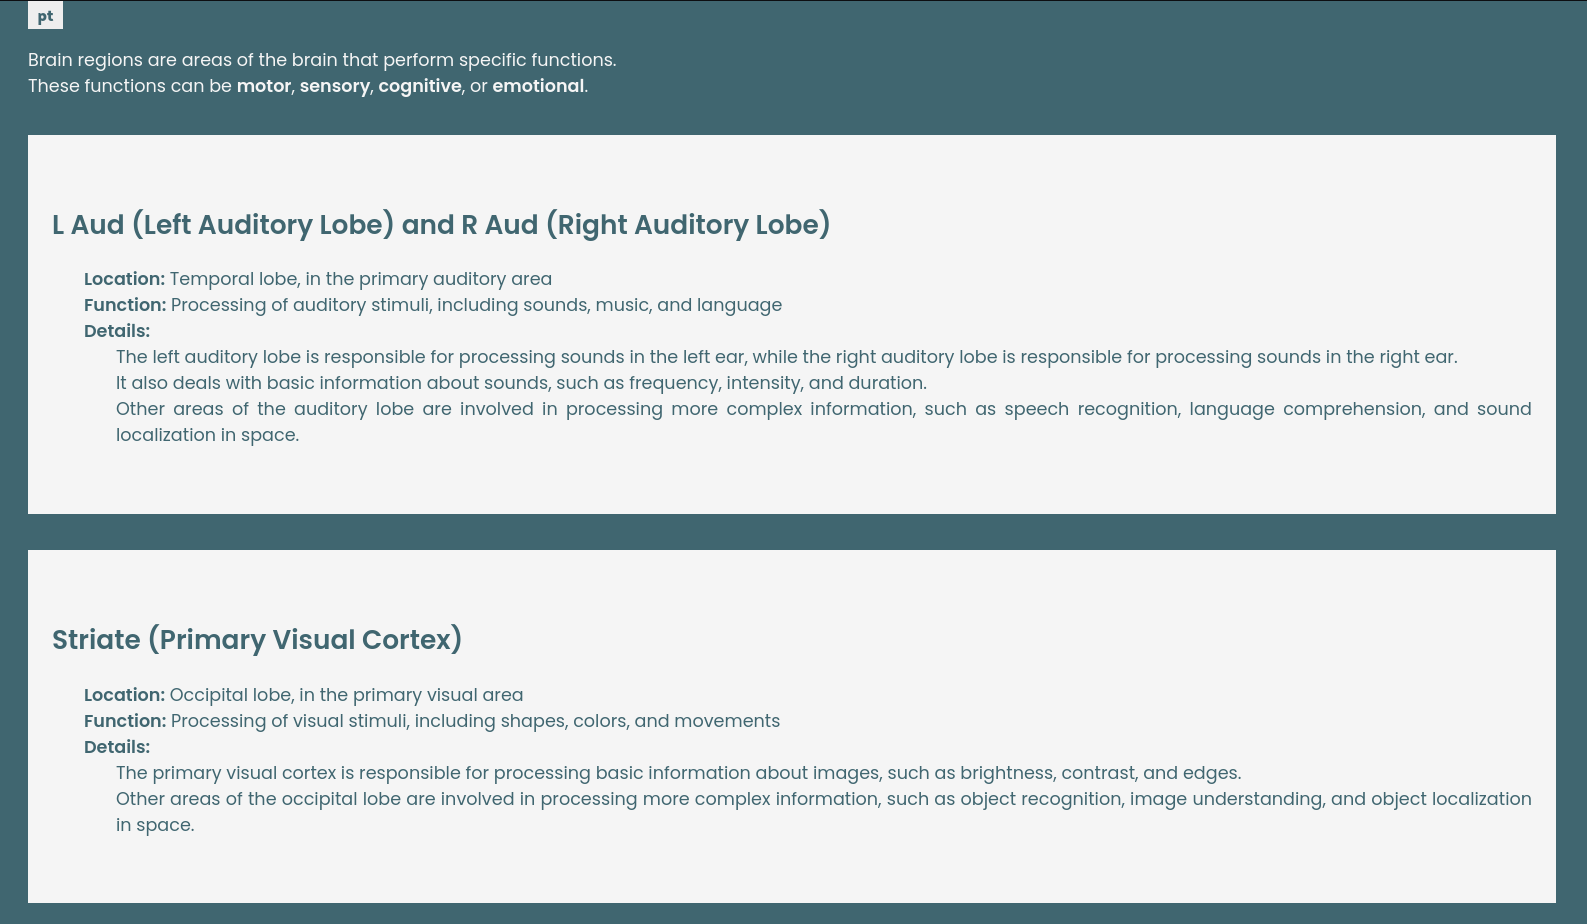 pt
Brain regions are areas of the brain that perform specific functions.
These functions can be motor, sensory, cognitive, or emotional.
L Aud (Left Auditory Lobe) and R Aud (Right Auditory Lobe)
Location: Temporal lobe, in the primary auditory area
Function: Processing of auditory stimuli, including sounds, music, and language
Details:
The left auditory lobe is responsible for processing sounds in the left ear, while the right auditory lobe is responsible for processing sounds in the right ear.
It also deals with basic information about sounds, such as frequency, intensity, and duration.
Other areas of the auditory lobe are involved in processing more complex information, such as speech recognition, language comprehension, and sound
localization in space.
Striate (Primary Visual Cortex)
Location: Occipital lobe, in the primary visual area
Function: Processing of visual stimuli, including shapes, colors, and movements
Details:
The primary visual cortex is responsible for processing basic information about images, such as brightness, contrast, and edges.
Other areas of the occipital lobe are involved in processing more complex information, such as object recognition, image understanding, and object localization
in space.